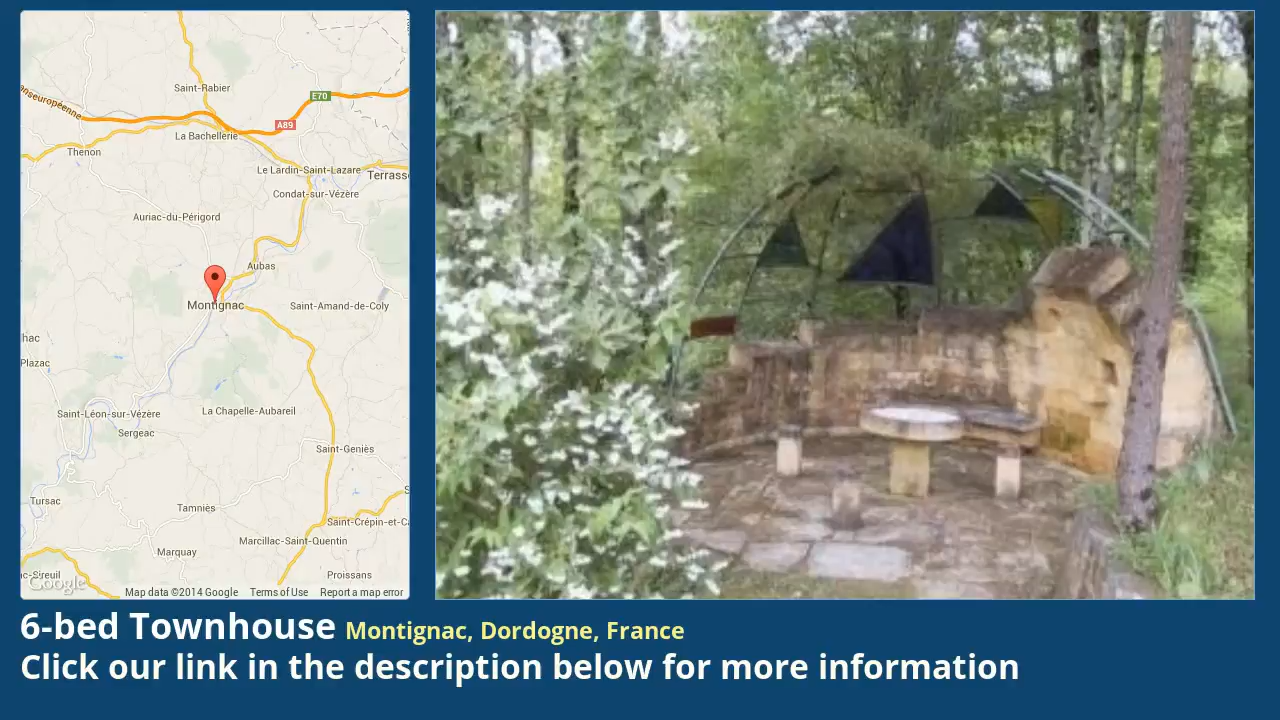 Saint-Rabier
E70
anseuropéenne
A89
La Bachellerie
Thenon
Le Lardin-Saint-Lazare
Terrass
Condat-sur-Vézère
Auriac-du-Périgord
Aubas
Montignac
Saint-Amand-de-Coly
hac
Plazac
Saint-Léon-sur-Vézère
La Chapelle-Aubareil
Sergeac
Saint-Geniès
Tursac
Tamniès
Saint-Crépin-et-Ca
Marcillac-Saint-Quentin
Marquay
c-Sireuil
Proissans
Google
Map data ©2014 Google Terms of Use Report a map error
6-bed Townhouse Montignac, Dordogne, France
Click our link in the description below for more information